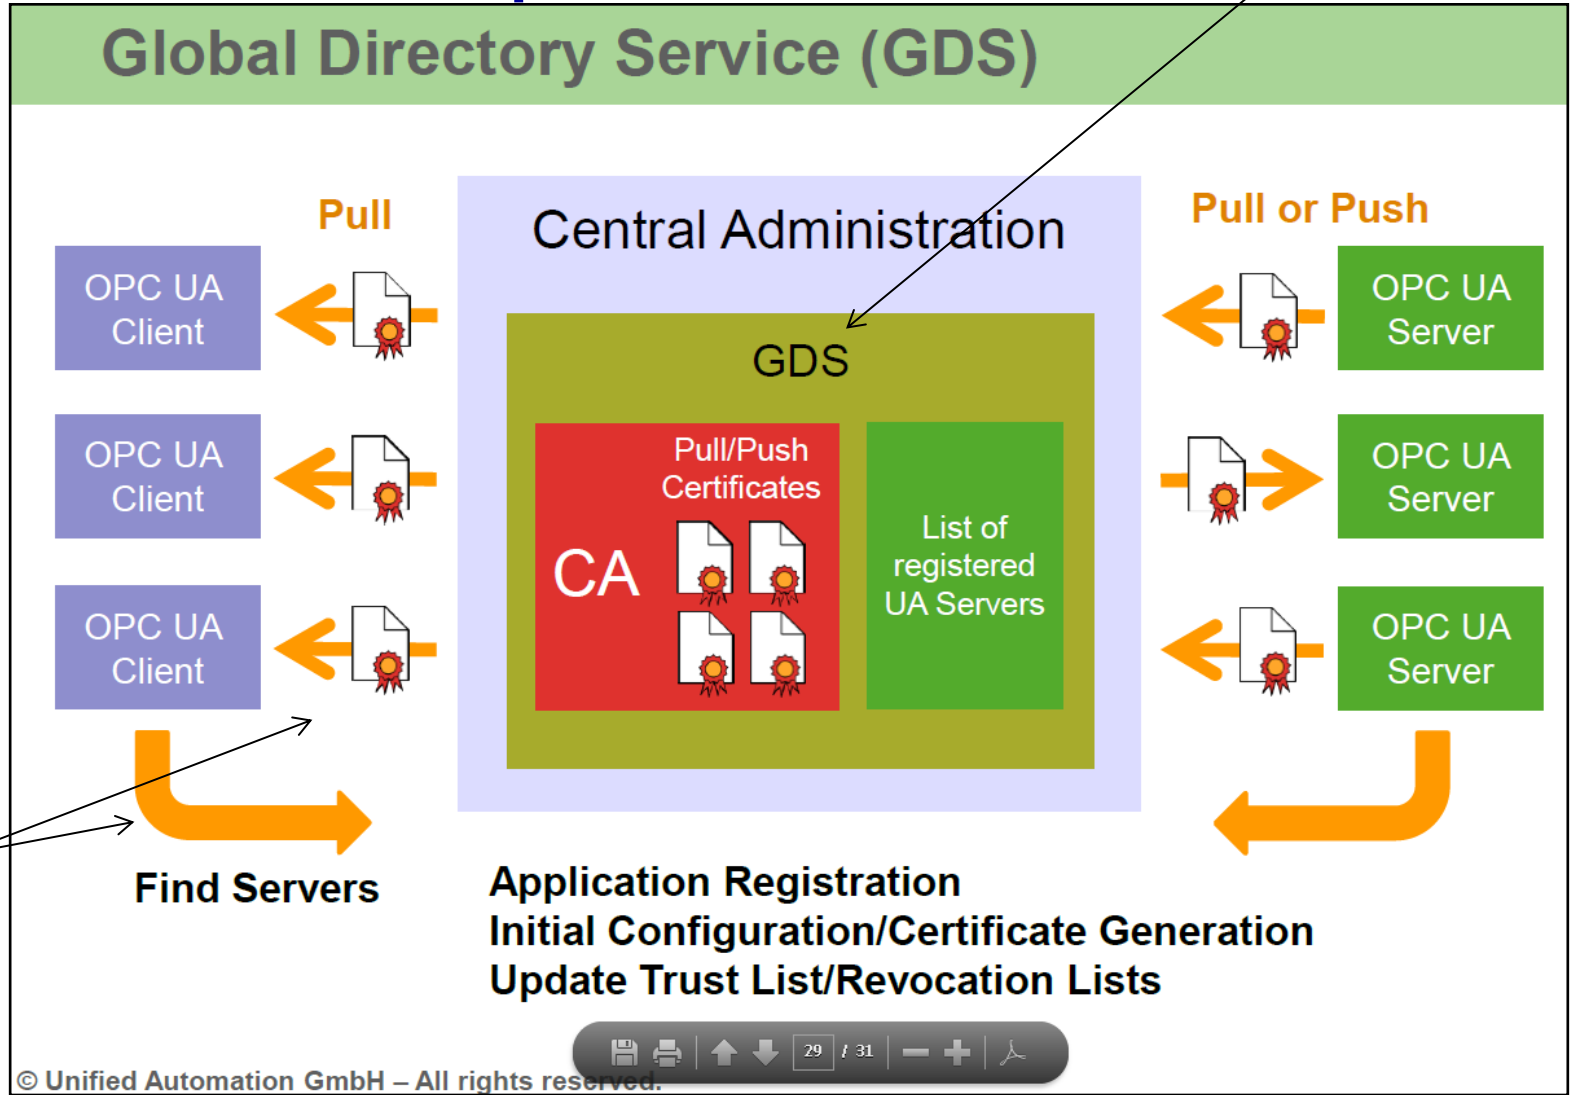 Global Directory Service (GDS)
Pull
Central Administration
Pull or Push
OPC UA
Client
OPC UA
Server
GDS
OPC UA
Client
Pull/Push
Certificates
OPC UA
Server
CA
List of
registered
UA Servers
OPC UA
Client
OPC UA
Server
Find Servers
Application Registration
Initial Configuration/Certificate Generation
Update Trust List/Revocation Lists
29 / 31
© Unified Automation GmbH – All rights reserved.